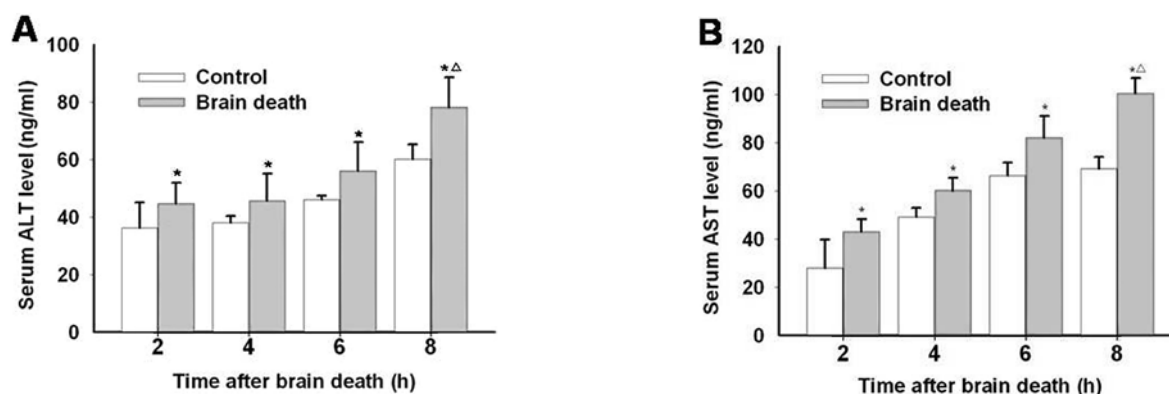 A
Serum ALT level (ng/ml)
100
80
60
40
20
0
Control
Brain death
*
*
*
*△
2 4 6 8
Time after brain death (h)
B
Serum AST level (ng/ml)
120
100
80
60
40
20
0
Control
Brain death
*
*
*
*△
2 4 6 8
Time after brain death (h)